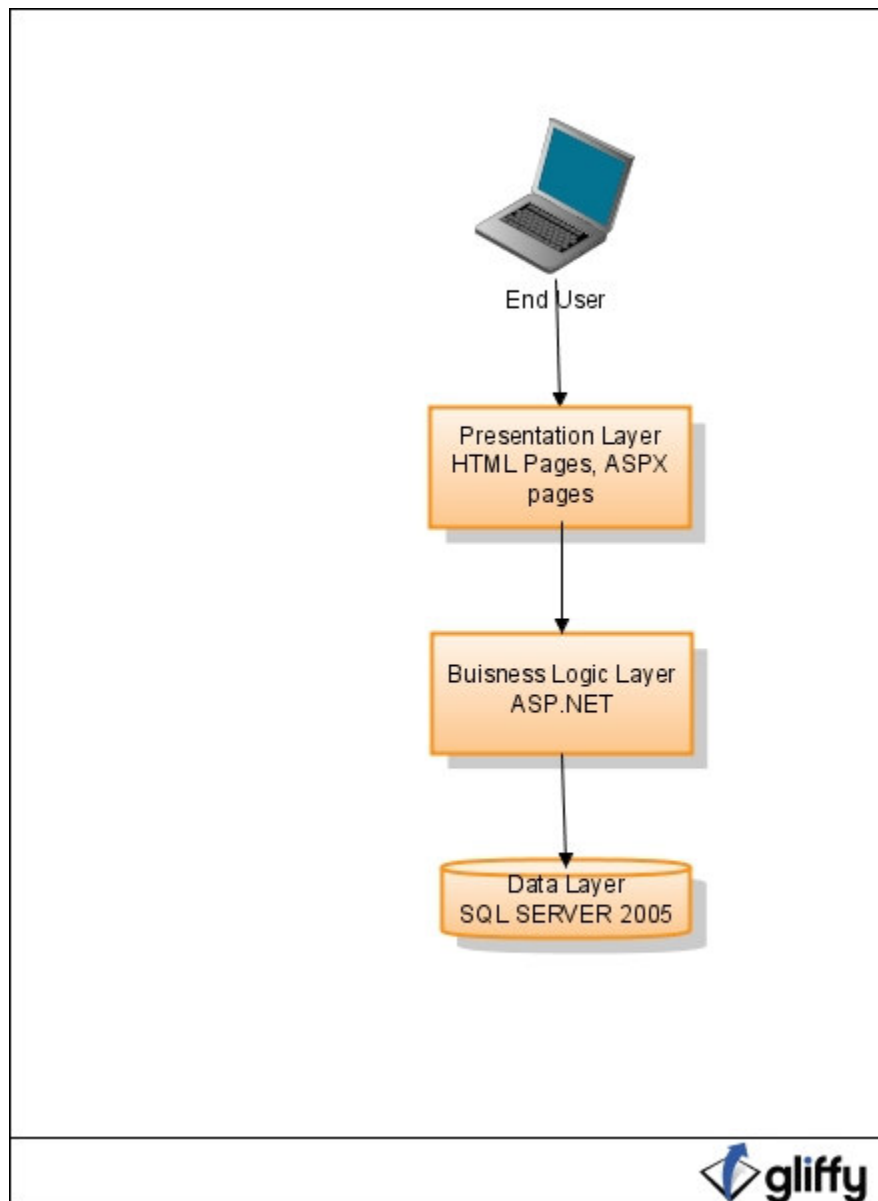 End User
Presentation Layer
HTML Pages, ASPX
pages
Buisness Logic Layer
ASP.NET
Data Layer
SQL SERVER 2005
gliffy